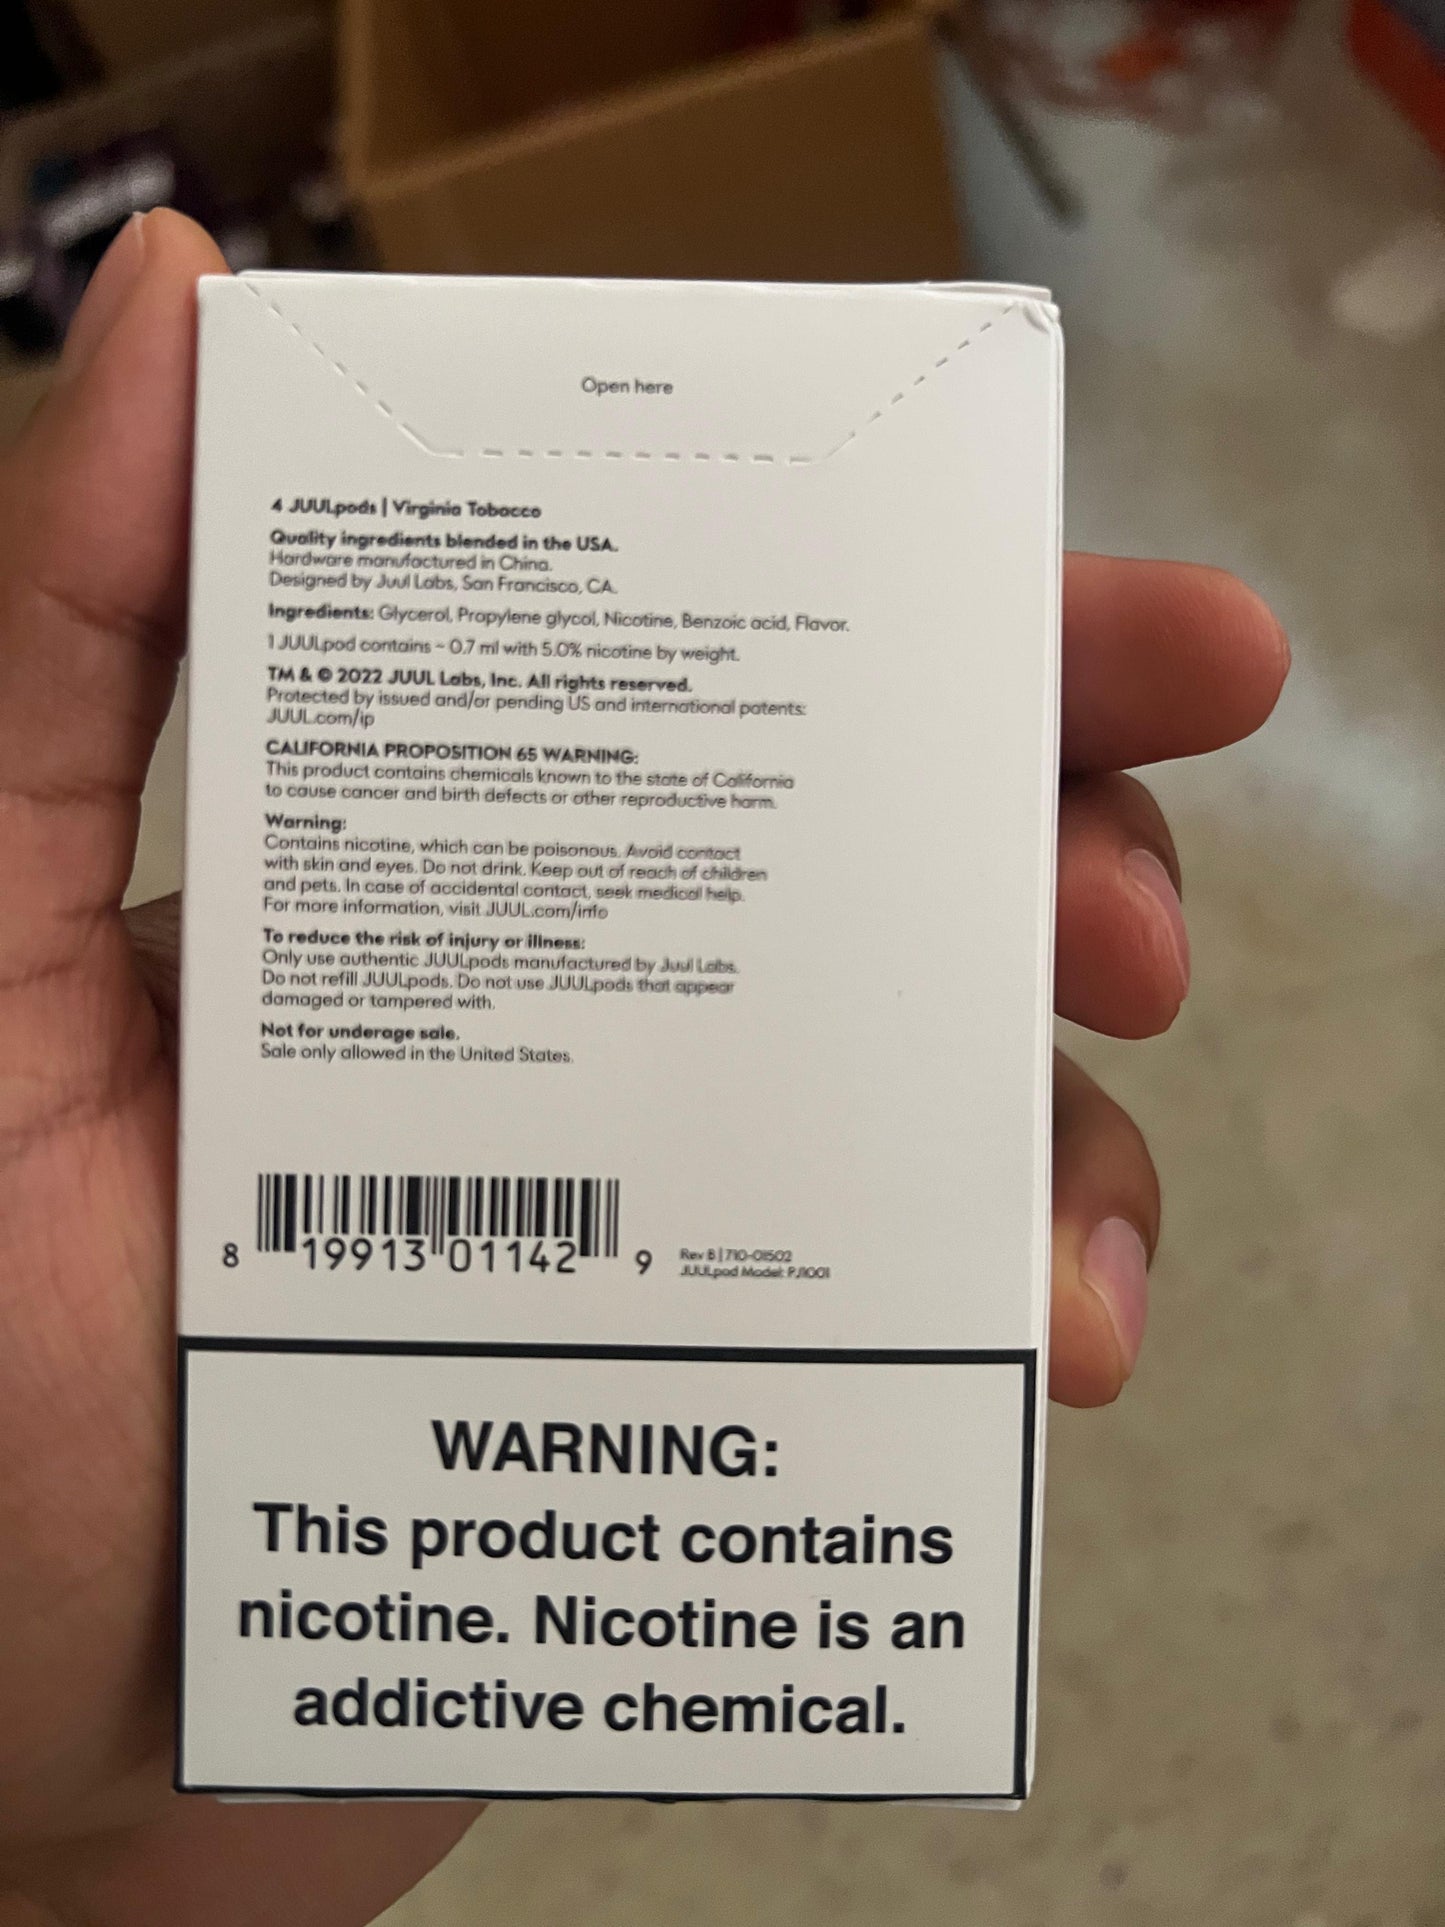 Open here
4 JUULpods | Virginia Tobacco
Quality ingredients blended in the USA.
Hardware manufactured in China.
Designed by Juul Labs, San Francisco, CA.
Ingredients: Glycerol, Propylene glycol, Nicotine, Benzoic acid, Flavor.
1 JUULpod contains ~ 0.7 ml with 5.0% nicotine by weight.
TM & © 2022 JUUL Labs, Inc. All rights reserved.
Protected by issued and/or pending US and international patents:
JUUL.com/ip
CALIFORNIA PROPOSITION 65 WARNING:
This product contains chemicals known to the state of California
to cause cancer and birth defects or other reproductive harm.
Warning:
Contains nicotine, which can be poisonous. Avoid contact
with skin and eyes. Do not drink. Keep out of reach of children
and pets. In case of accidental contact, seek medical help.
For more information, visit JUUL.com/info
To reduce the risk of injury or illness:
Only use authentic JUULpods manufactured by Juul Labs.
Do not refill JUULpods. Do not use JUULpods that appear
damaged or tampered with.
Not for underage sale.
Sale only allowed in the United States.
8 19913 01142 9
Rev B | 710-01502
JUULpod Model: PJ1001
WARNING:
This product contains
nicotine. Nicotine is an
addictive chemical.